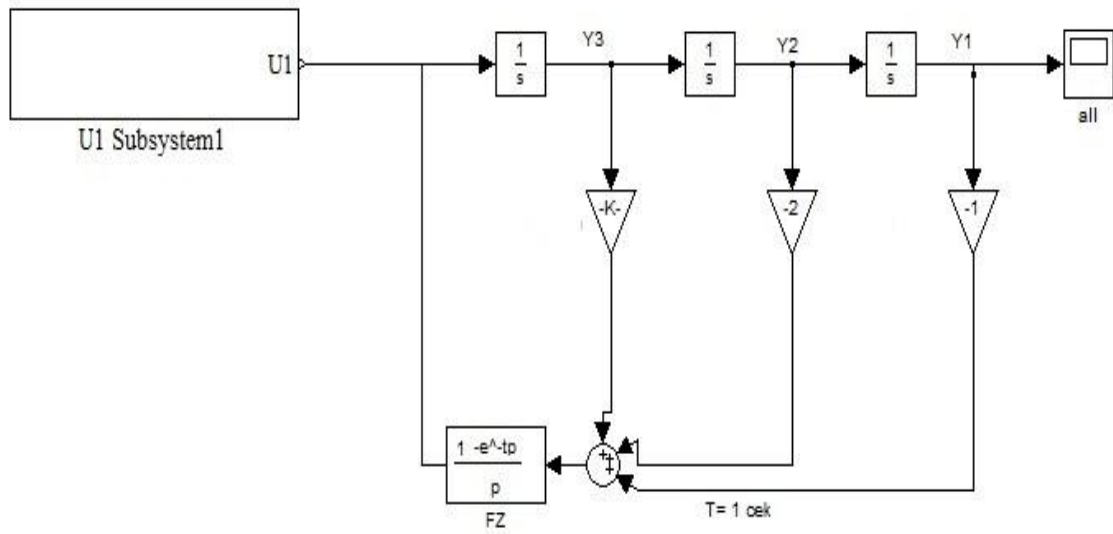 U1
U1 Subsystem1
1
s
Y3
1
s
Y2
1
s
Y1
all
-K-
-2
-1
+
+
+
1 -e^-tp
p
FZ
T= 1 cek